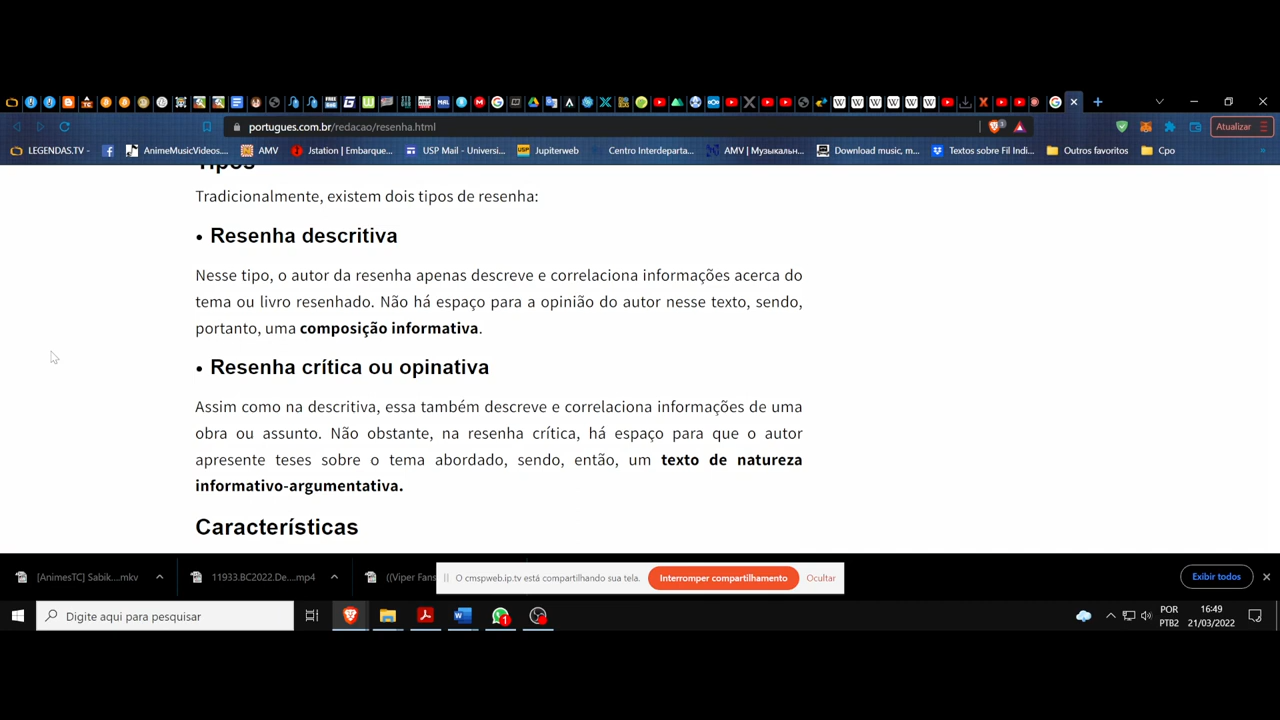 portugues.com.br/redacao/resenha.html
Atualizar
LEGENDAS.TV -
AnimeMusicVideos....
AMV
Jstation | Embarque...
USP Mail - Universi...
Jupiterweb
Centro Interdeparta...
AMV | Музыкальн...
Download music, m...
Textos sobre Fil Indi...
Outros favoritos
Cpo
Tipos
Tradicionalmente, existem dois tipos de resenha:
• Resenha descritiva
Nesse tipo, o autor da resenha apenas descreve e correlaciona informações acerca do
tema ou livro resenhado. Não há espaço para a opinião do autor nesse texto, sendo,
portanto, uma composição informativa.
• Resenha crítica ou opinativa
Assim como na descritiva, essa também descreve e correlaciona informações de uma
obra ou assunto. Não obstante, na resenha crítica, há espaço para que o autor
apresente teses sobre o tema abordado, sendo, então, um texto de natureza
informativo-argumentativa.
Características
[AnimesTC] Sabik....mkv
11933.BC2022.De....mp4
((Viper Fans
O cmspweb.ip.tv está compartilhando sua tela.
Interromper compartilhamento
Ocultar
Exibir todos
Digite aqui para pesquisar
POR
PTB2
16:49
21/03/2022